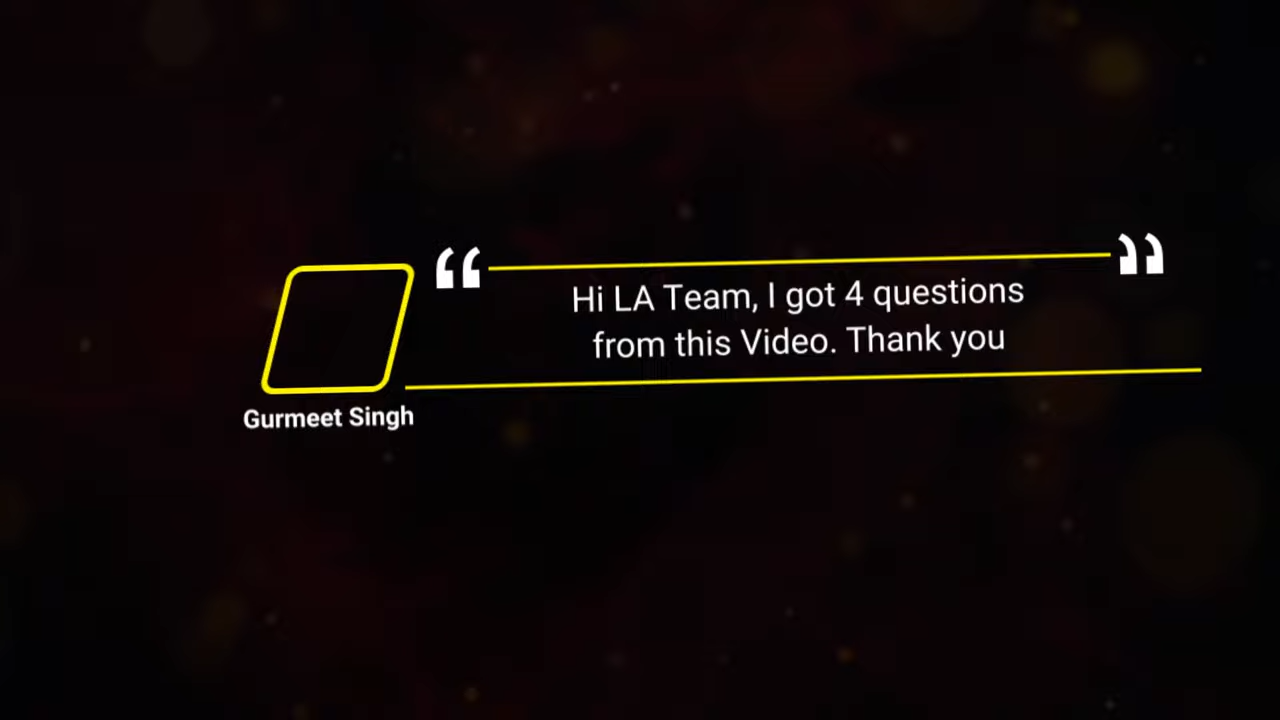 “ Hi LA Team, I got 4 questions ”
from this Video. Thank you
Gurmeet Singh